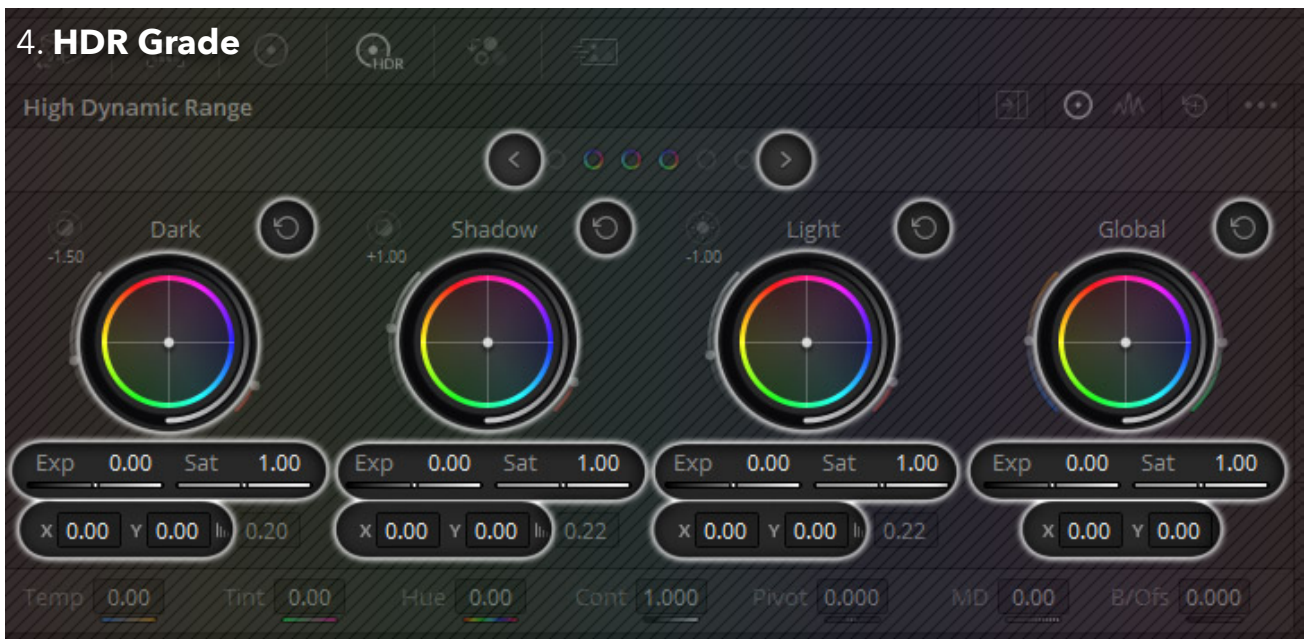 4. HDR Grade
HDR
High Dynamic Range
Dark Shadow Light Global
-1.50 +1.00 -1.00
Exp 0.00 Sat 1.00 Exp 0.00 Sat 1.00 Exp 0.00 Sat 1.00 Exp 0.00 Sat 1.00
X 0.00 Y 0.00 0.20 X 0.00 Y 0.00 0.22 X 0.00 Y 0.00 0.22 X 0.00 Y 0.00
Temp 0.00 Tint 0.00 Hue 0.00 Cont 1.000 Pivot 0.000 MD 0.00 B/Ofs 0.000